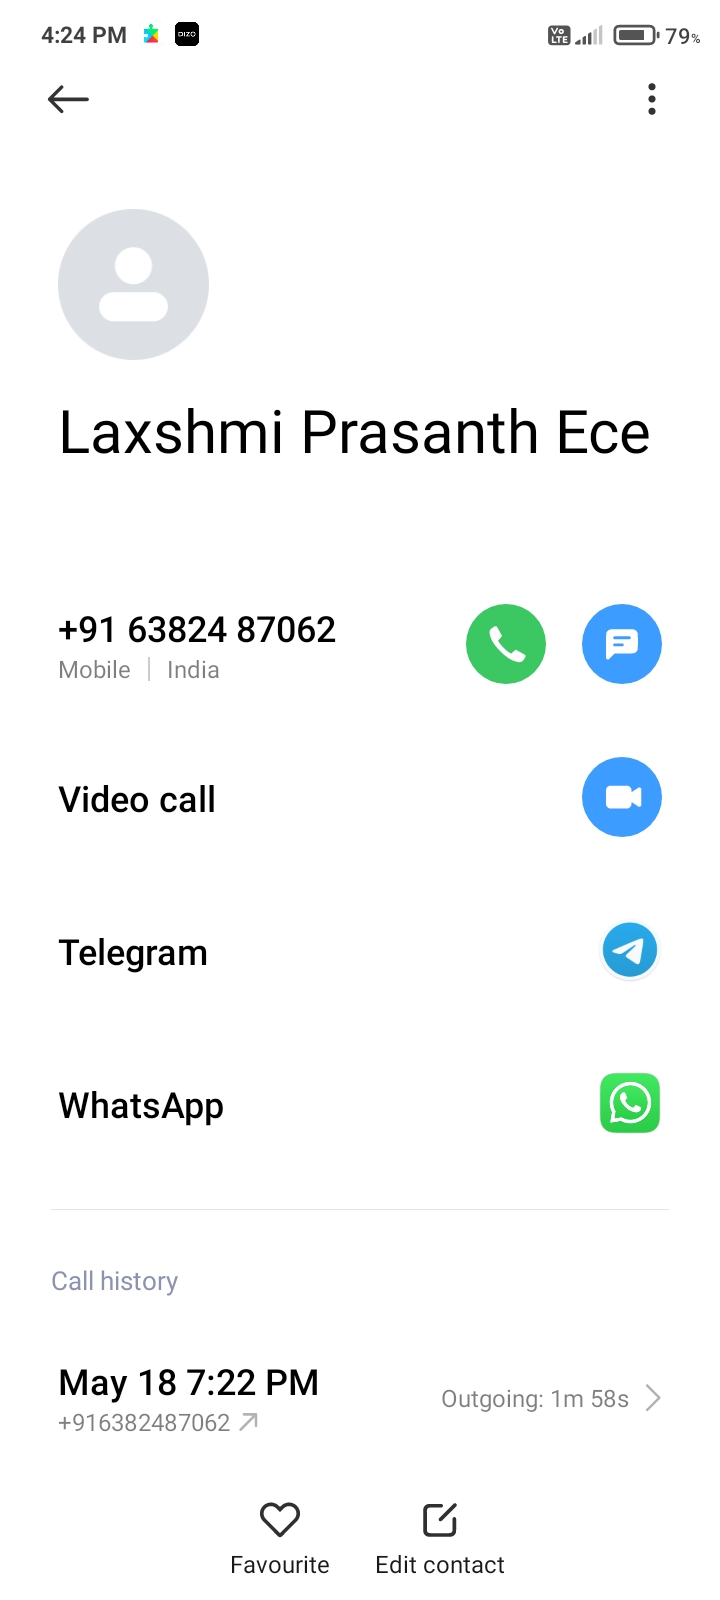 4:24 PM DIZO Vo LTE 79%
Laxshmi Prasanth Ece
+91 63824 87062
Mobile | India
Video call
Telegram
WhatsApp
Call history
May 18 7:22 PM
Outgoing: 1m 58s
+916382487062
Favourite Edit contact